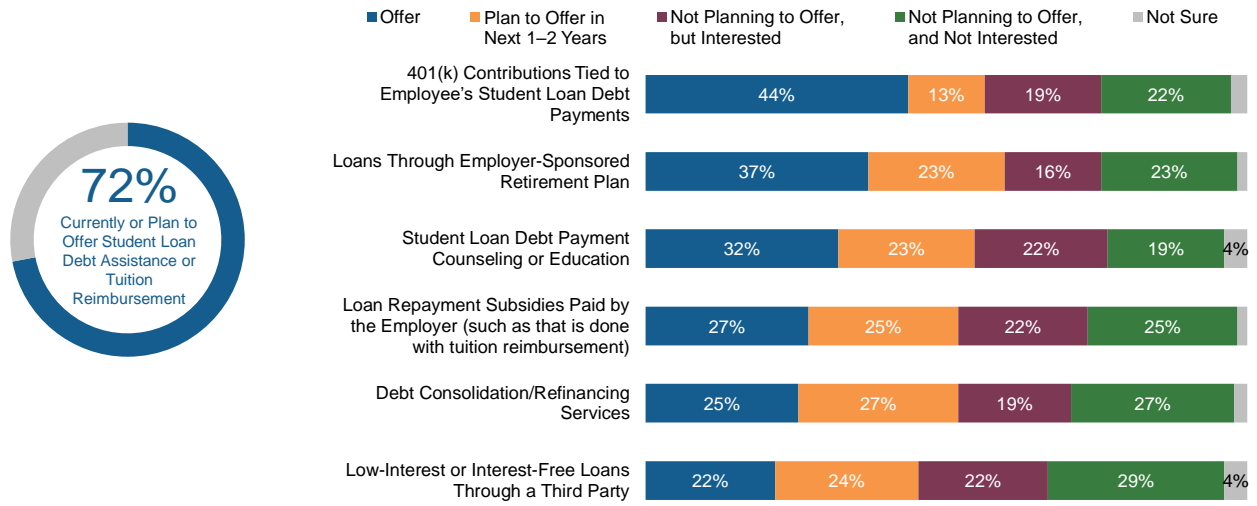 Offer
Plan to Offer in
Next 1–2 Years
Not Planning to Offer,
but Interested
Not Planning to Offer,
and Not Interested
Not Sure
72%
Currently or Plan to
Offer Student Loan
Debt Assistance or
Tuition
Reimbursement
401(k) Contributions Tied to
Employee's Student Loan Debt
Payments
44% 13% 19% 22%
Loans Through Employer-Sponsored
Retirement Plan
37% 23% 16% 23%
Student Loan Debt Payment
Counseling or Education
32% 23% 22% 19% 4%
Loan Repayment Subsidies Paid by
the Employer (such as that is done
with tuition reimbursement)
27% 25% 22% 25%
Debt Consolidation/Refinancing
Services
25% 27% 19% 27%
Low-Interest or Interest-Free Loans
Through a Third Party
22% 24% 22% 29% 4%